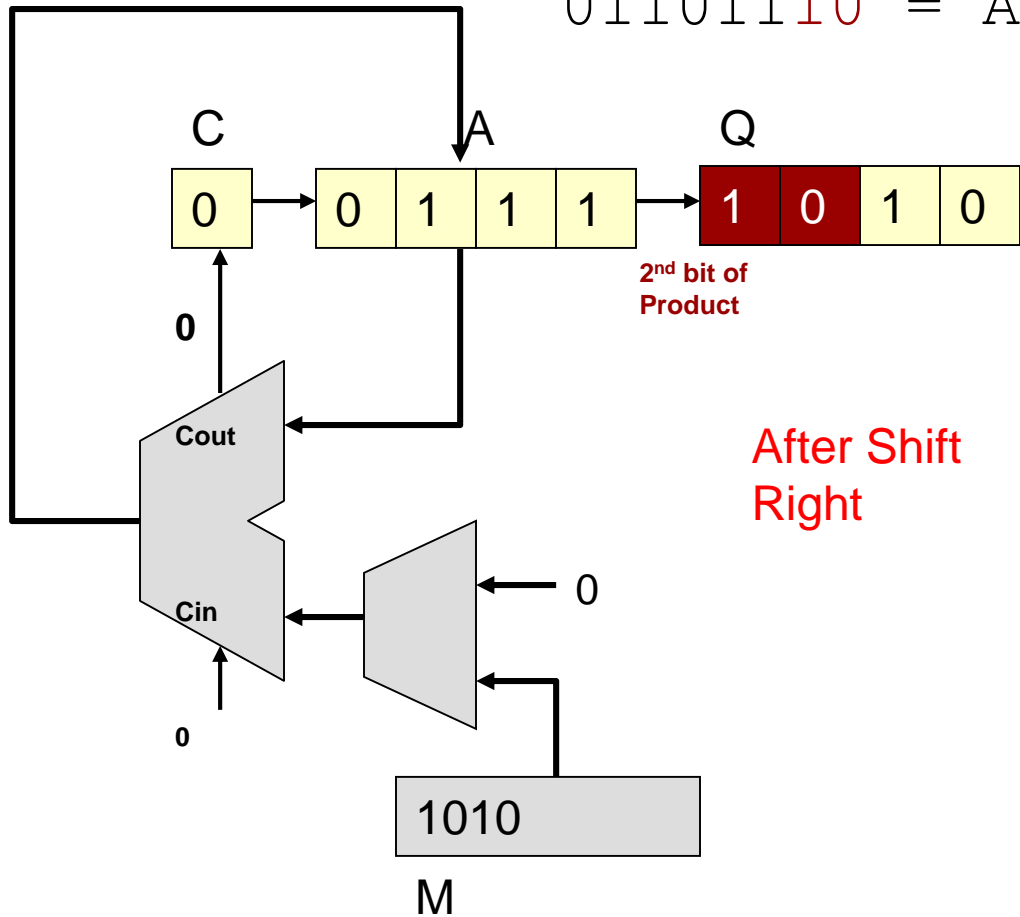 01101110 = A
C A Q
0 0 1 1 1 1 0 1 0
2nd bit of
Product
0
Cout
After Shift
Right
0
Cin
0
1010
M